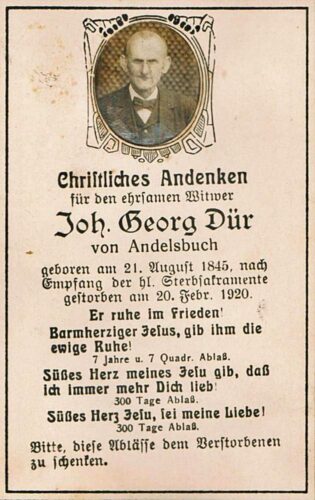 Christliches Andenken
für den ehrsamen Witwer
Joh. Georg Dür
von Andelsbuch
geboren am 21. August 1845, nach
Empfang der hl. Sterbsakramente
gestorben am 20. Febr. 1920.
Er ruhe im Frieden!
Barmherziger Jesus, gib ihm die
ewige Ruhe!
7 Jahre u. 7 Quadr. Ablaß.
Süßes Herz meines Jesu gib, daß
ich immer mehr Dich lieb!
300 Tage Ablaß.
Süßes Herz Jesu, sei meine Liebe!
300 Tage Ablaß.
Bitte, diese Ablässe dem Verstorbenen
zu schenken.